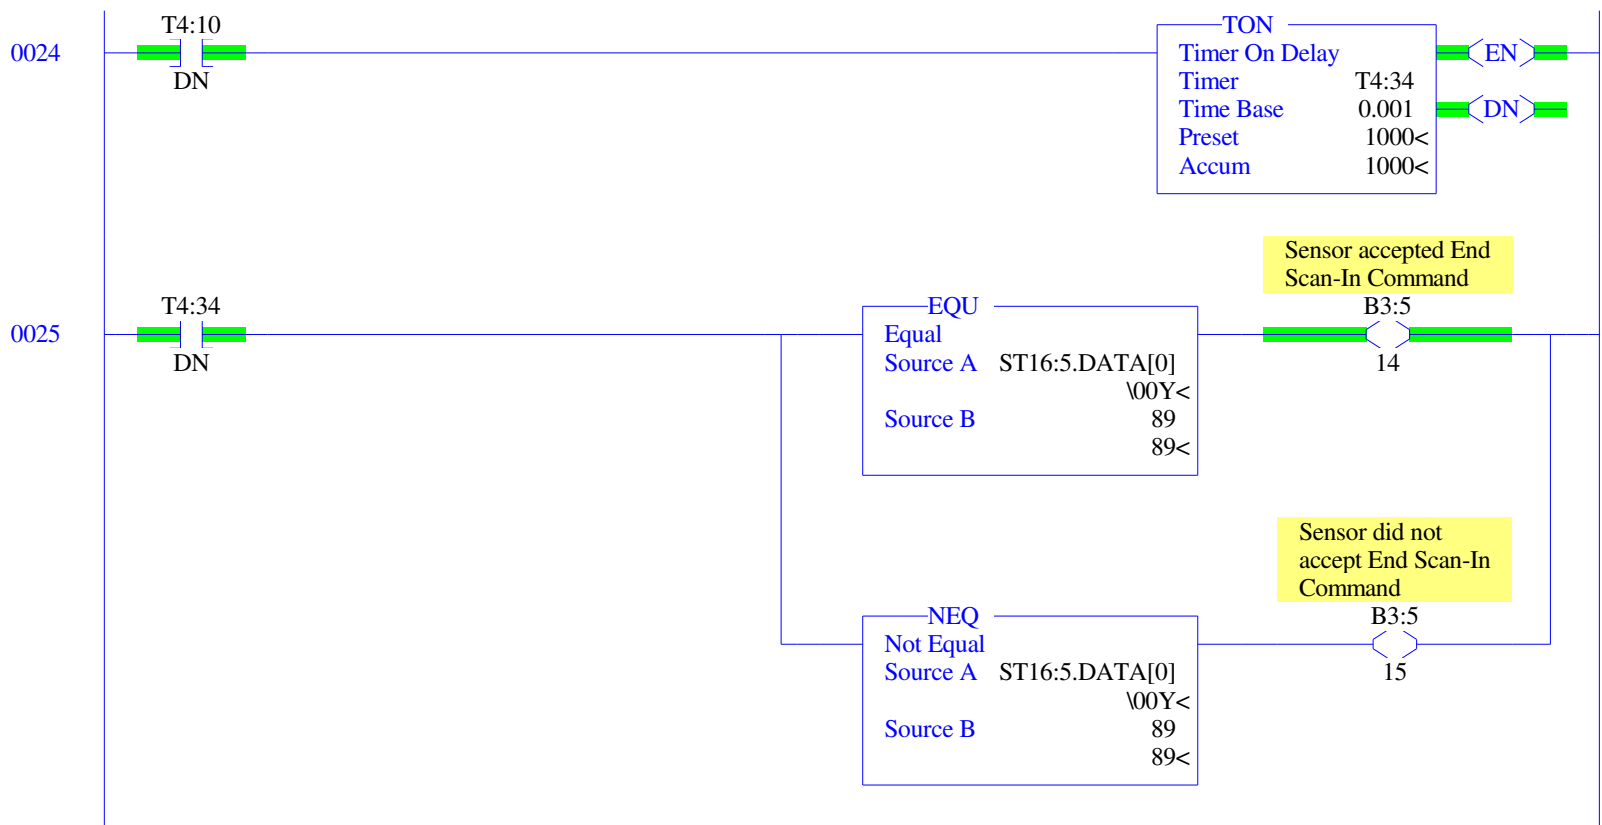 T4:10
0024
DN
TON
Timer On Delay
Timer T4:34
Time Base 0.001
Preset 1000<
Accum 1000<
EN
DN
Sensor accepted End
Scan-In Command
T4:34
0025
DN
EQU
Equal
Source A ST16:5.DATA[0]
\00Y<
Source B 89
89<
B3:5
14
Sensor did not
accept End Scan-In
Command
NEQ
Not Equal
Source A ST16:5.DATA[0]
\00Y<
Source B 89
89<
B3:5
15